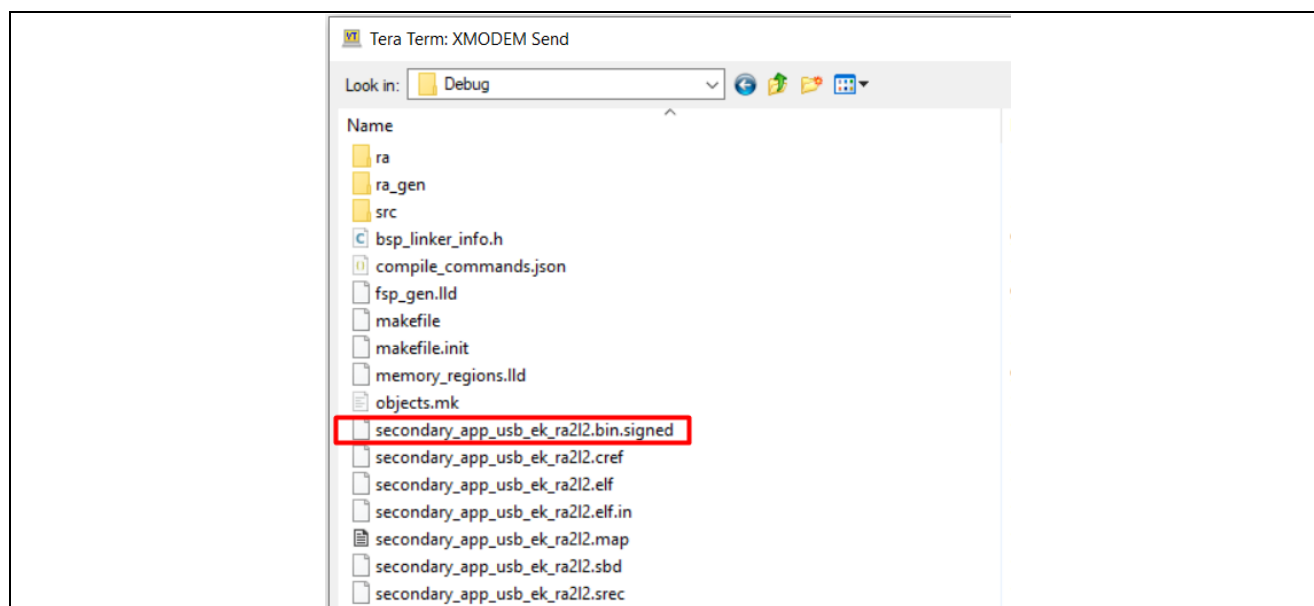 Tera Term: XMODEM Send
Look in: Debug
Name
ra
ra_gen
src
bsp_linker_info.h
compile_commands.json
fsp_gen.lld
makefile
makefile.init
memory_regions.lld
objects.mk
secondary_app_usb_ek_ra2l2.bin.signed
secondary_app_usb_ek_ra2l2.cref
secondary_app_usb_ek_ra2l2.elf
secondary_app_usb_ek_ra2l2.elf.in
secondary_app_usb_ek_ra2l2.map
secondary_app_usb_ek_ra2l2.sbd
secondary_app_usb_ek_ra2l2.srec